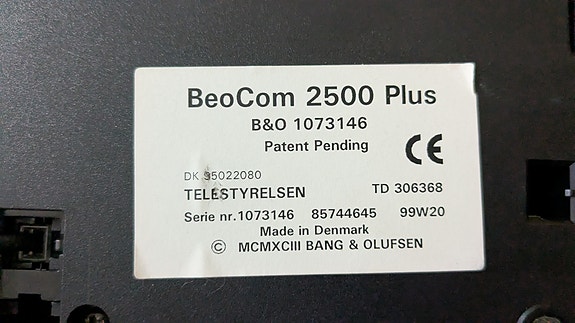 BeoCom 2500 Plus
B&O 1073146
Patent Pending
CE
DK 95022080
TELESTYRELSEN TD 306368
Serie nr.1073146 85744645 99W20
Made in Denmark
© MCMXCIII BANG & OLUFSEN